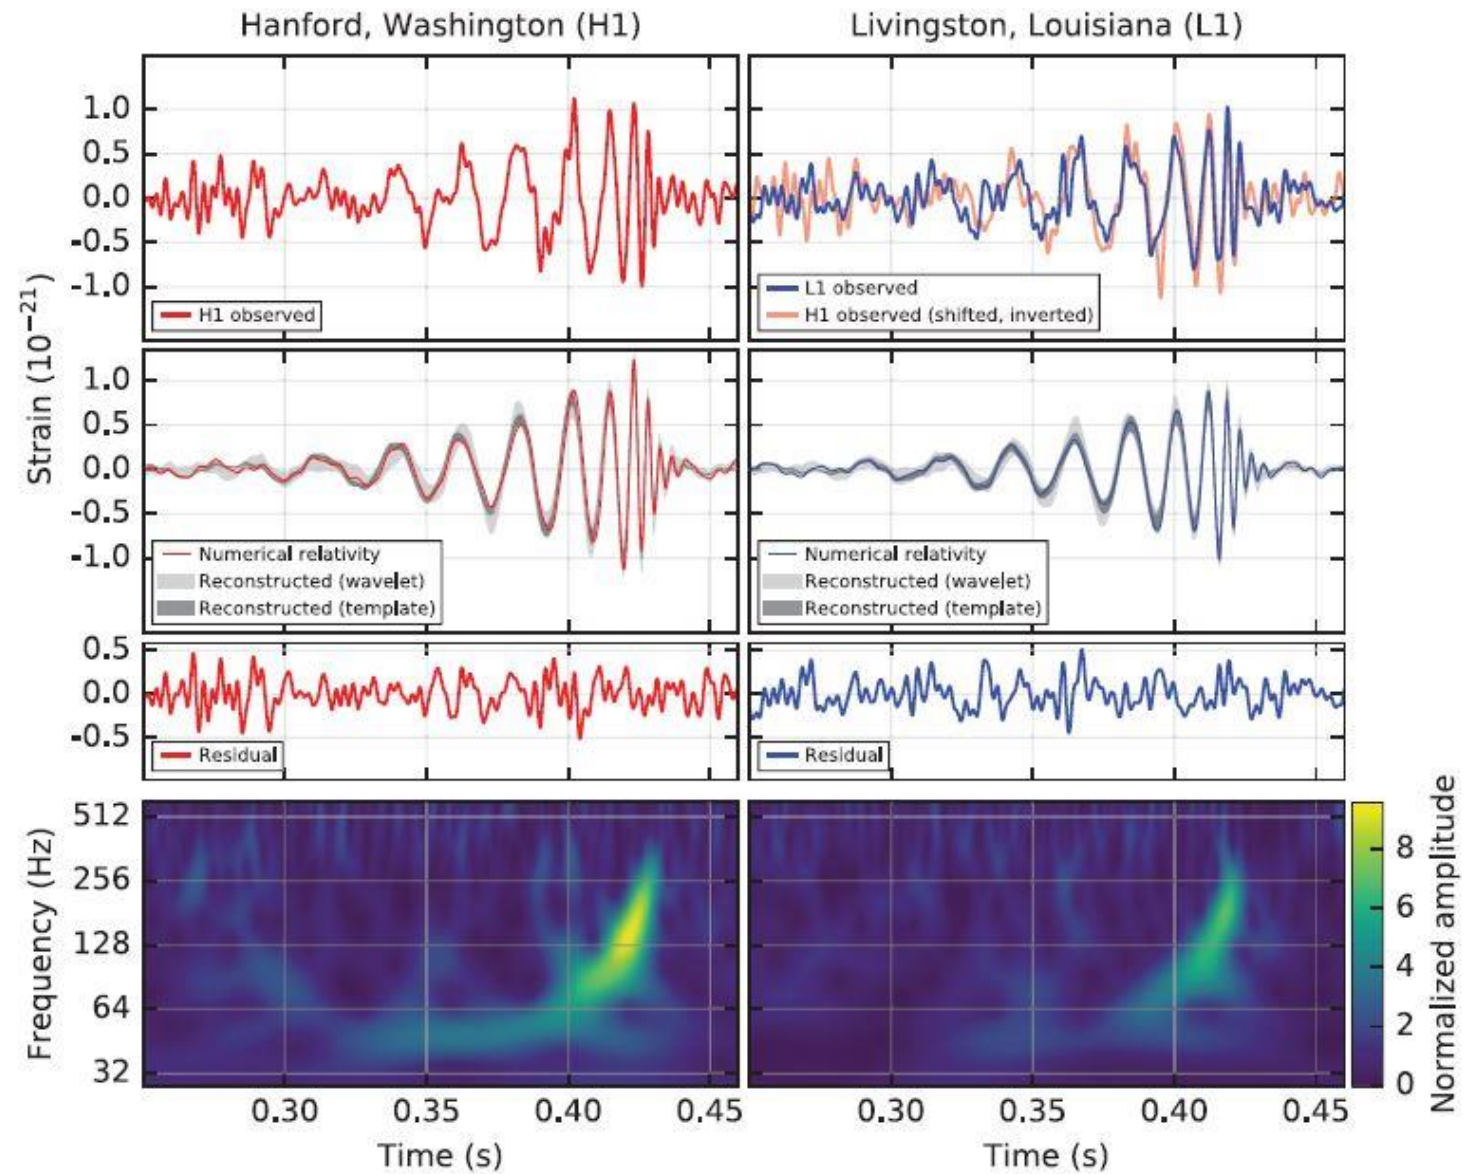 Hanford, Washington (H1)
Livingston, Louisiana (L1)
Strain (10⁻²¹)
1.0
0.5
0.0
-0.5
-1.0
H1 observed
L1 observed
H1 observed (shifted, inverted)
1.0
0.5
0.0
-0.5
-1.0
Numerical relativity
Reconstructed (wavelet)
Reconstructed (template)
Numerical relativity
Reconstructed (wavelet)
Reconstructed (template)
0.5
0.0
-0.5
Residual
Residual
Frequency (Hz)
512
256
128
64
32
0.30 0.35 0.40 0.45
Time (s)
0.30 0.35 0.40 0.45
Time (s)
8
6
4
2
0
Normalized amplitude